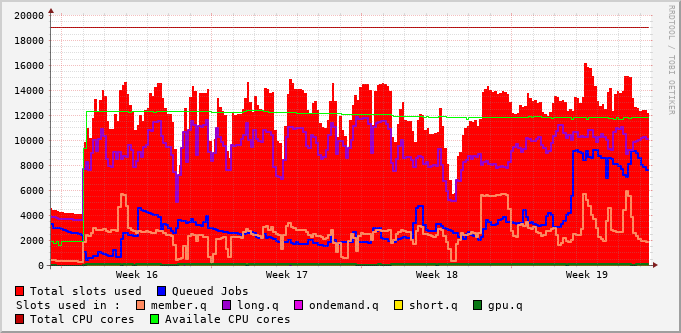 20000
18000
16000
14000
12000
10000
8000
6000
4000
2000
0
Week 16 Week 17 Week 18 Week 19
RRDTOOL / TOBI OETIKER
Total slots used Queued Jobs
Slots used in : member.q long.q ondemand.q short.q gpu.q
Total CPU cores Availale CPU cores